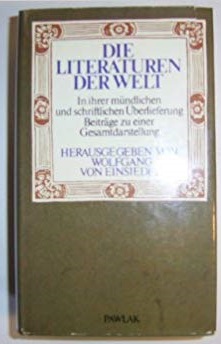 DIE
LITERATUREN
DER WELT
In ihrer mündlichen
und schriftlichen Überlieferung
Beiträge zu einer
Gesamtdarstellung
HERAUSGEGEBEN VON
WOLFGANG
VON EINSIEDEL
PAWLAK